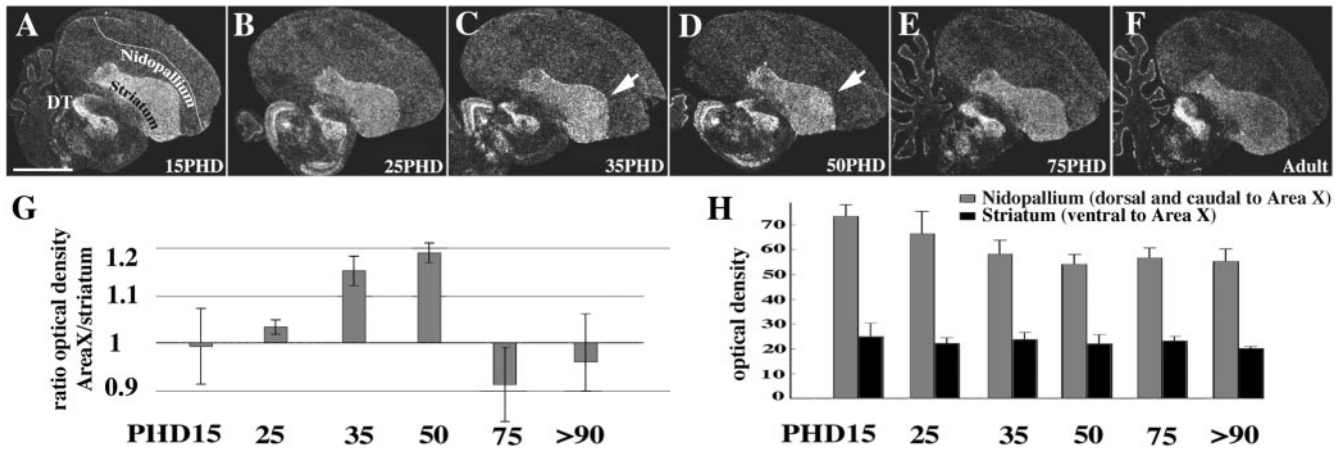 A
B
C
D
E
F
Nidopallium
Striatum
DT
15PHD
25PHD
35PHD
50PHD
75PHD
Adult
G
ratio optical density
AreaX/striatum
1.2
1.1
1
0.9
PHD15 25 35 50 75 >90
H
Nidopallium (dorsal and caudal to Area X)
Striatum (ventral to Area X)
optical density
70
60
50
40
30
20
10
0
PHD15 25 35 50 75 >90